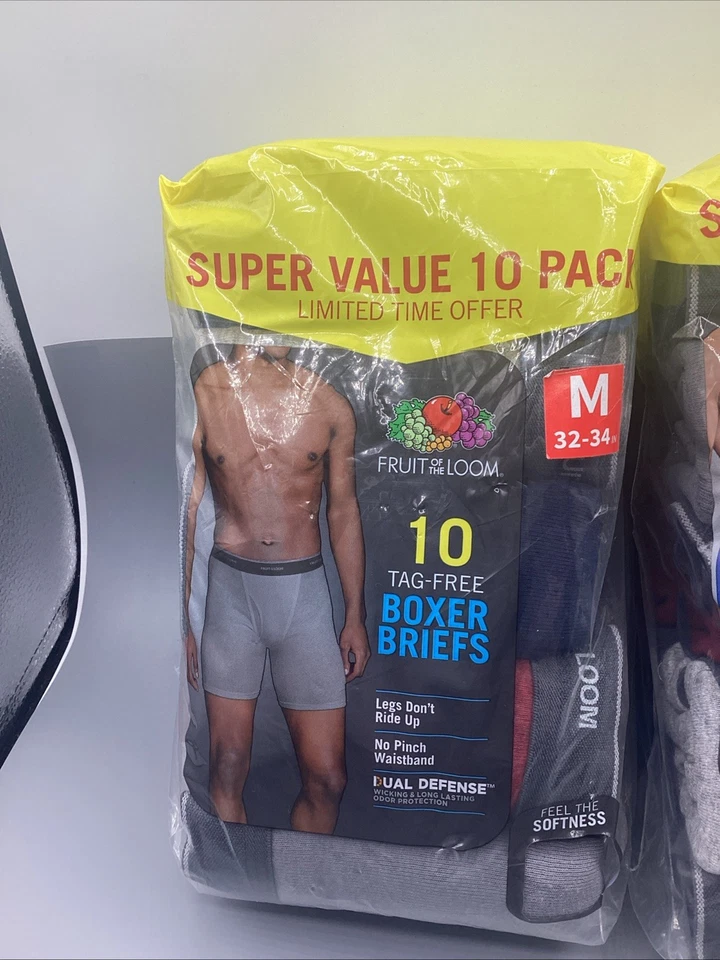 SUPER VALUE 10 PACK
LIMITED TIME OFFER
M
32-34 IN
FRUIT OF THE LOOM
10
TAG-FREE
BOXER
BRIEFS
Legs Don't
Ride Up
No Pinch
Waistband
DUAL DEFENSE™
WICKING & LONG LASTING
ODOR PROTECTION
LOOM
FEEL THE
SOFTNESS
S